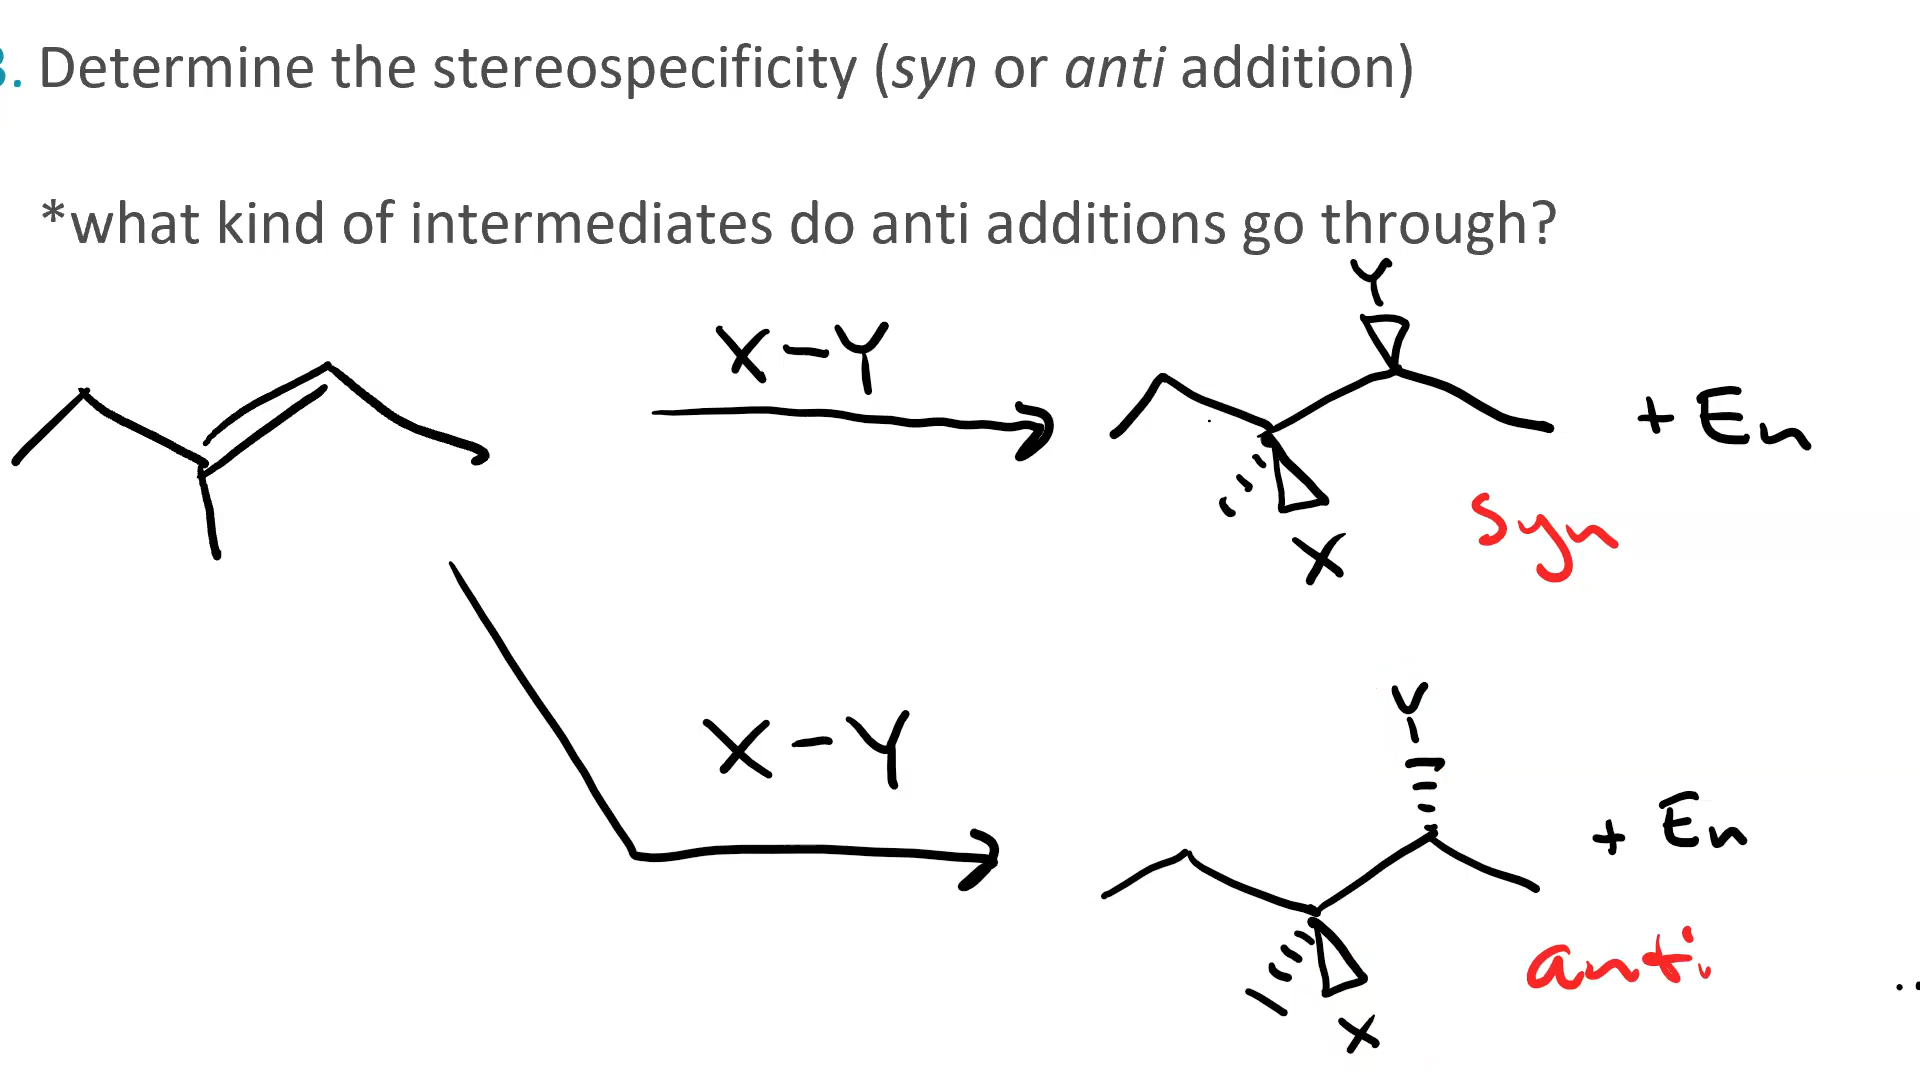 3. Determine the stereospecificity (syn or anti addition)
*what kind of intermediates do anti additions go through?
Y
X-Y
+ En
syn
X
Y
X-Y
+ En
anti
X